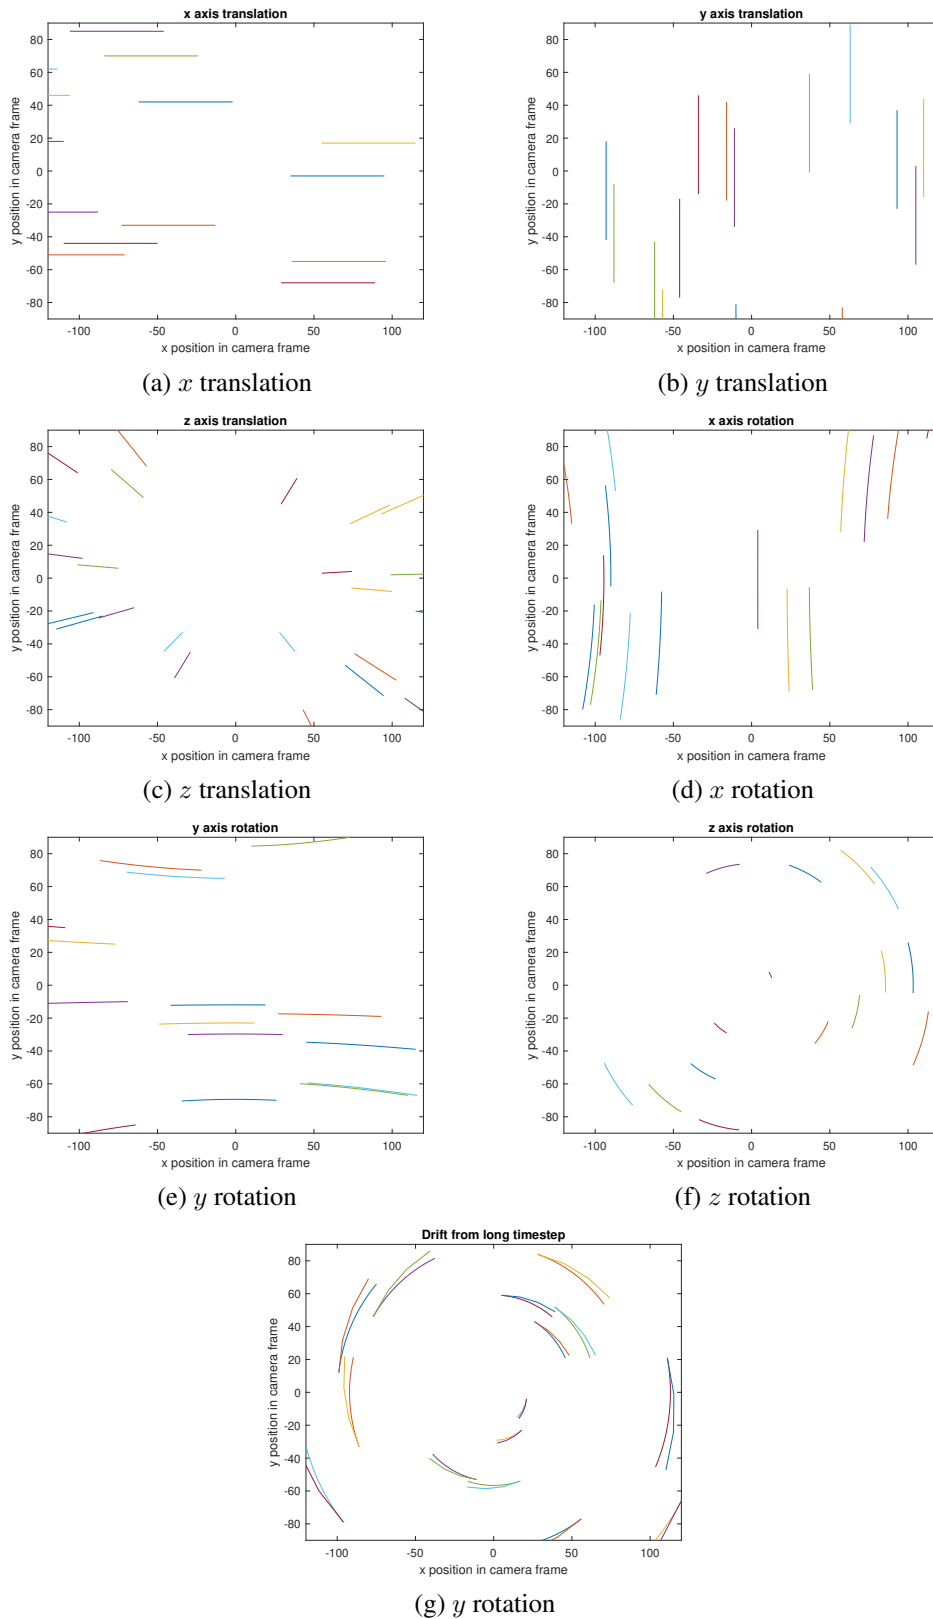 x axis translation
y position in camera frame
80
60
40
20
0
-20
-40
-60
-80
-100 -50 0 50 100
x position in camera frame
(a) x translation
y axis translation
y position in camera frame
80
60
40
20
0
-20
-40
-60
-80
-100 -50 0 50 100
x position in camera frame
(b) y translation
z axis translation
y position in camera frame
80
60
40
20
0
-20
-40
-60
-80
-100 -50 0 50 100
x position in camera frame
(c) z translation
x axis rotation
y position in camera frame
80
60
40
20
0
-20
-40
-60
-80
-100 -50 0 50 100
x position in camera frame
(d) x rotation
y axis rotation
y position in camera frame
80
60
40
20
0
-20
-40
-60
-80
-100 -50 0 50 100
x position in camera frame
(e) y rotation
z axis rotation
y position in camera frame
80
60
40
20
0
-20
-40
-60
-80
-100 -50 0 50 100
x position in camera frame
(f) z rotation
Drift from long timestep
y position in camera frame
80
60
40
20
0
-20
-40
-60
-80
-100 -50 0 50 100
x position in camera frame
(g) y rotation